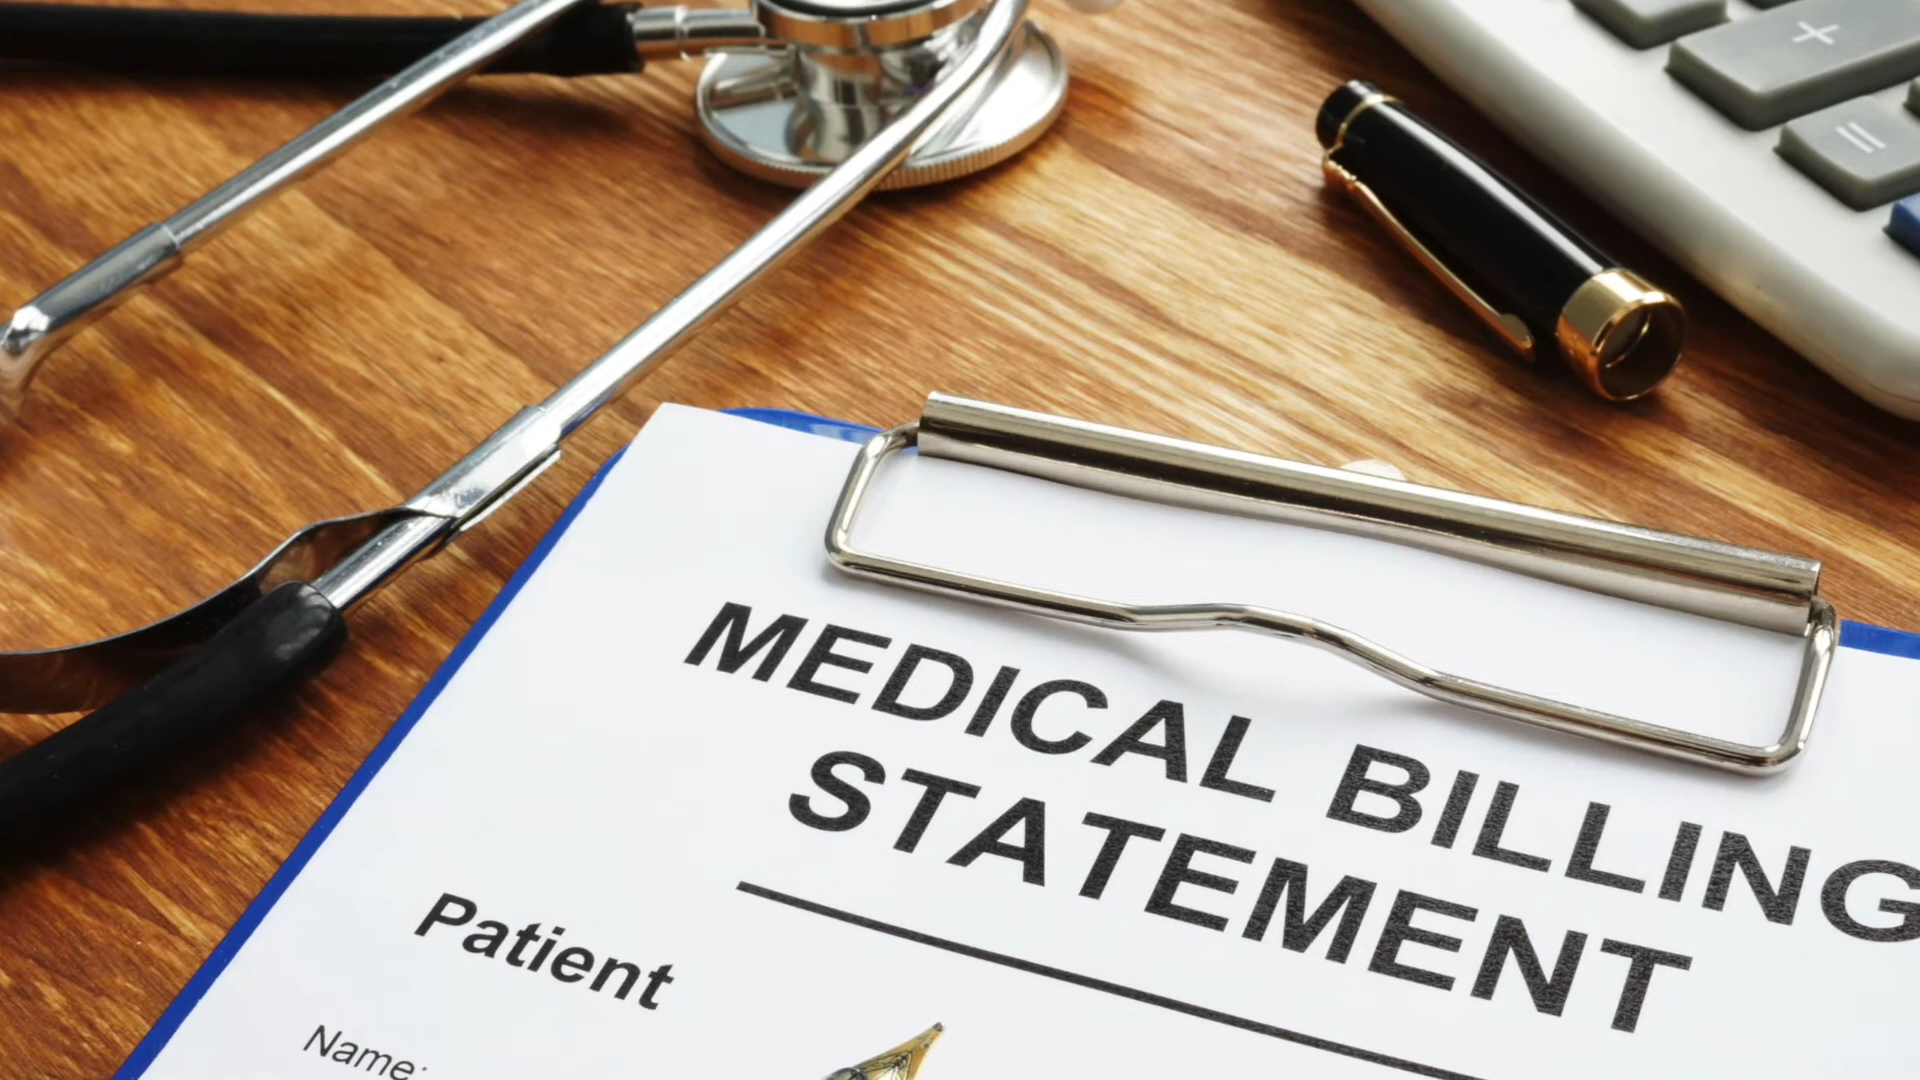 +
=
MEDICAL BILLING
STATEMENT
Patient
Name: